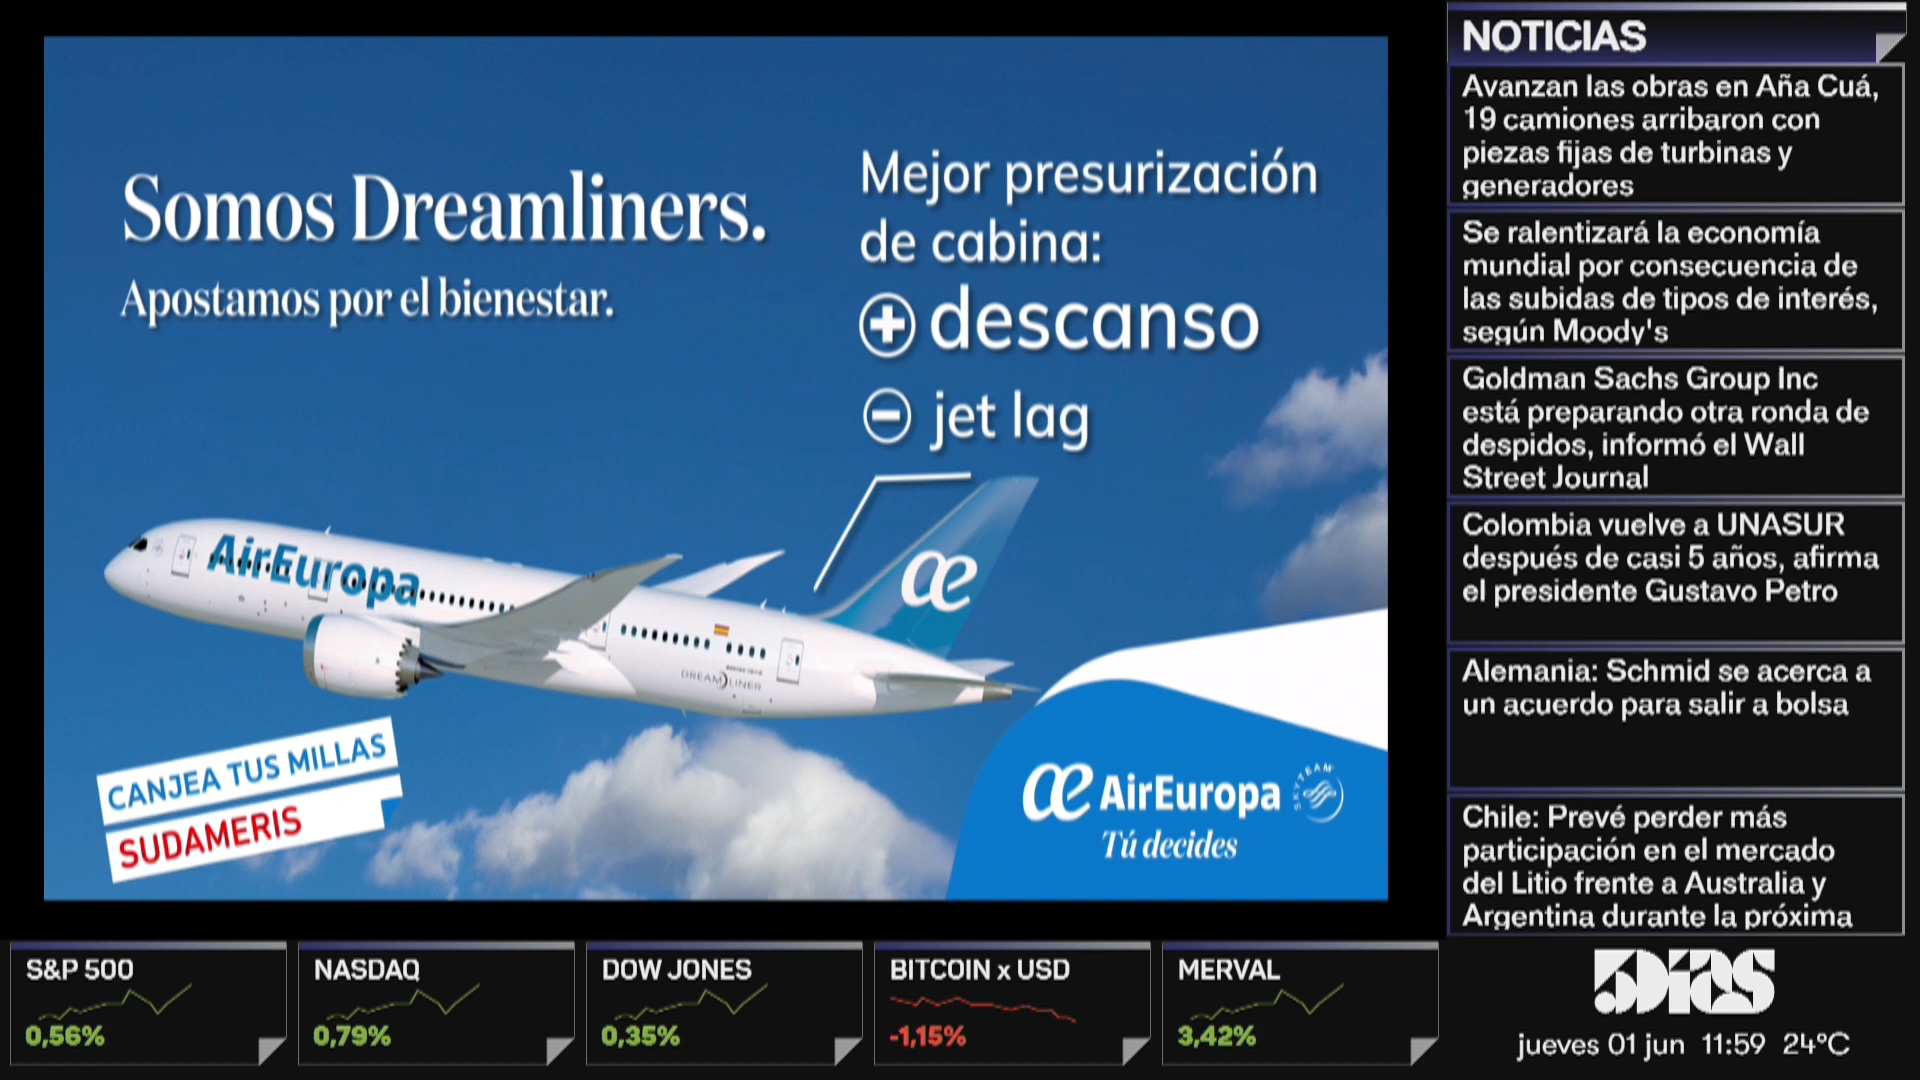 Somos Dreamliners.
Apostamos por el bienestar.
Mejor presurización
de cabina:
+ descanso
- jet lag
AirEuropa
æ
DREAMLINER
CANJEA TUS MILLAS
SUDAMERIS
æ AirEuropa
SKYTEAM
Tú decides
NOTICIAS
Avanzan las obras en Aña Cuá,
19 camiones arribaron con
piezas fijas de turbinas y
generadores
Se ralentizará la economía
mundial por consecuencia de
las subidas de tipos de interés,
según Moody's
Goldman Sachs Group Inc
está preparando otra ronda de
despidos, informó el Wall
Street Journal
Colombia vuelve a UNASUR
después de casi 5 años, afirma
el presidente Gustavo Petro
Alemania: Schmid se acerca a
un acuerdo para salir a bolsa
Chile: Prevé perder más
participación en el mercado
del Litio frente a Australia y
Argentina durante la próxima
S&P 500
0,56%
NASDAQ
0,79%
DOW JONES
0,35%
BITCOIN x USD
-1,15%
MERVAL
3,42%
5DIAS
jueves 01 jun 11:59 24°C